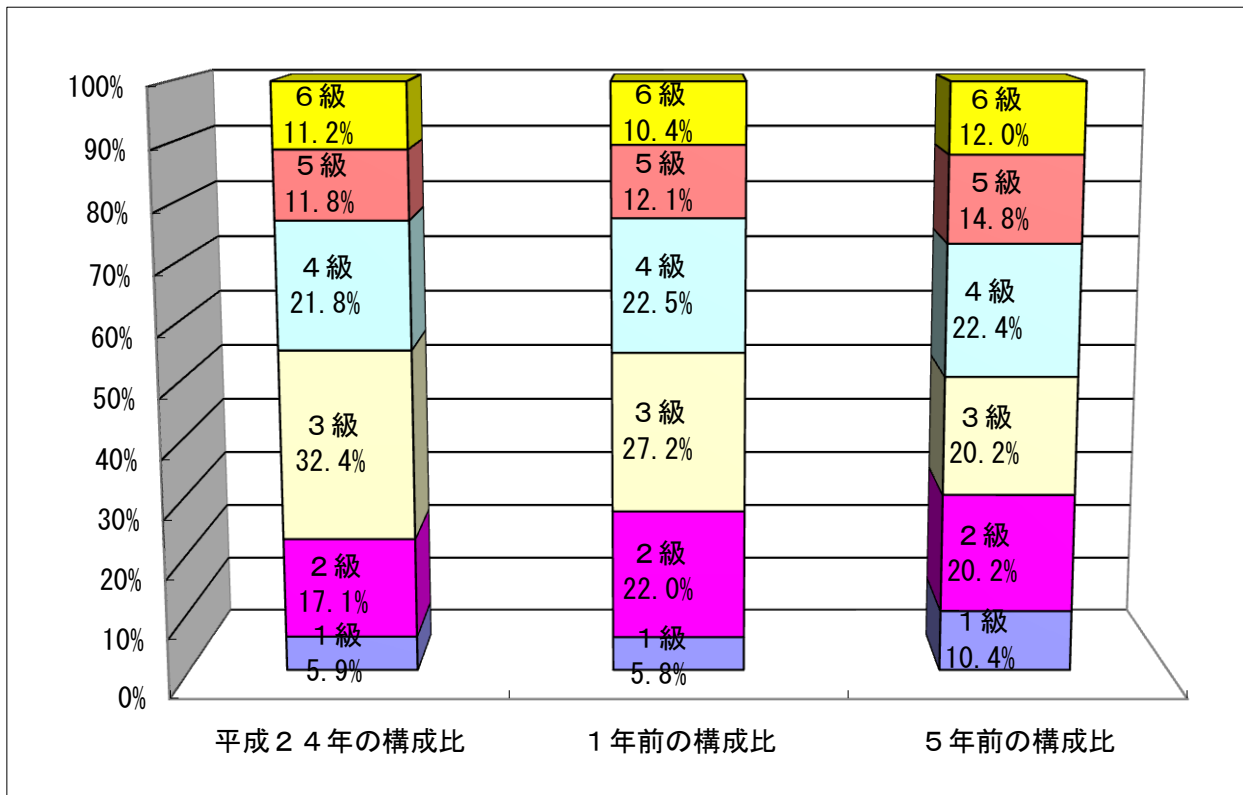 100%
90%
80%
70%
60%
50%
40%
30%
20%
10%
0%
６級
11.2%
５級
11.8%
４級
21.8%
３級
32.4%
２級
17.1%
１級
5.9%
６級
10.4%
５級
12.1%
４級
22.5%
３級
27.2%
２級
22.0%
１級
5.8%
６級
12.0%
５級
14.8%
４級
22.4%
３級
20.2%
２級
20.2%
１級
10.4%
平成２４年の構成比
１年前の構成比
５年前の構成比